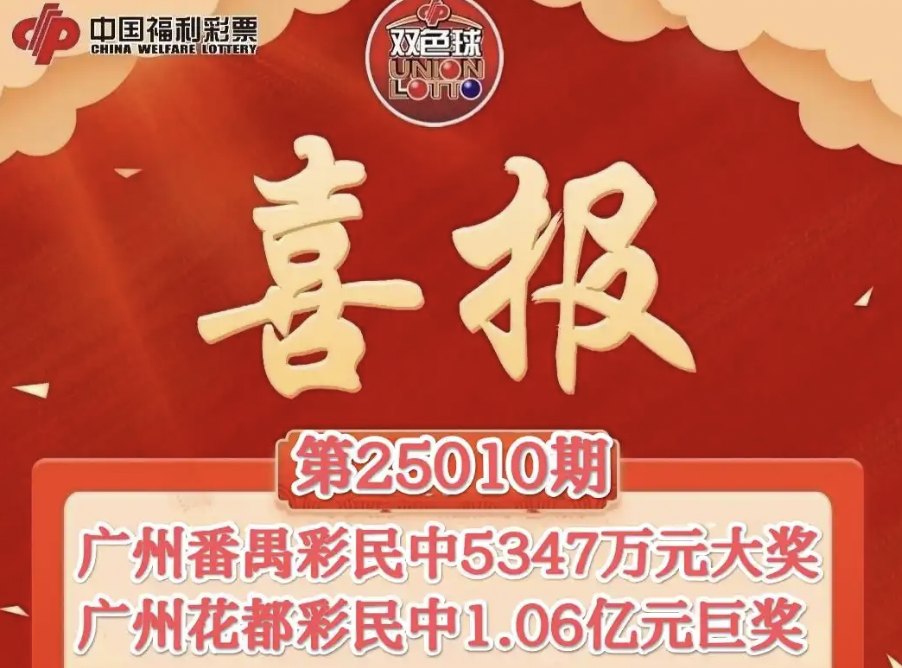 中国福利彩票
CHINA WELFARE LOTTERY
双色球
UNION
LOTTO
喜报
第25010期
广州番禺彩民中5347万元大奖
广州花都彩民中1.06亿元巨奖